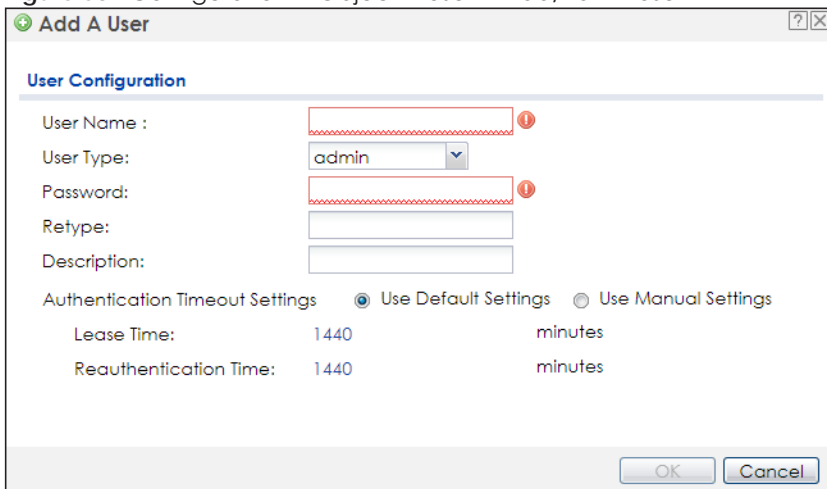 Add A User
User Configuration
User Name :
User Type: admin
Password:
Retype:
Description:
Authentication Timeout Settings Use Default Settings Use Manual Settings
Lease Time: 1440 minutes
Reauthentication Time: 1440 minutes
OK Cancel